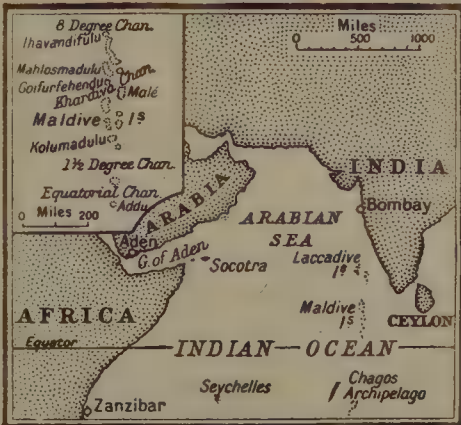 8 Degree Chan.
Ihavandifulu
Mahlosmadulu
Goifurfehendu
Khardiva Chan.
Malé
Maldive Is
Kolumadulu
1½ Degree Chan.
Equatorial Chan.
Addu
0 Miles 200
Miles
0 500 1000
ARABIA
INDIA
Bombay
ARABIAN
SEA
Aden
G. of Aden
Socotra
Laccadive
Is
Maldive
Is
CEYLON
AFRICA
Equator
INDIAN OCEAN
Seychelles
Chagos
Archipelago
Zanzibar